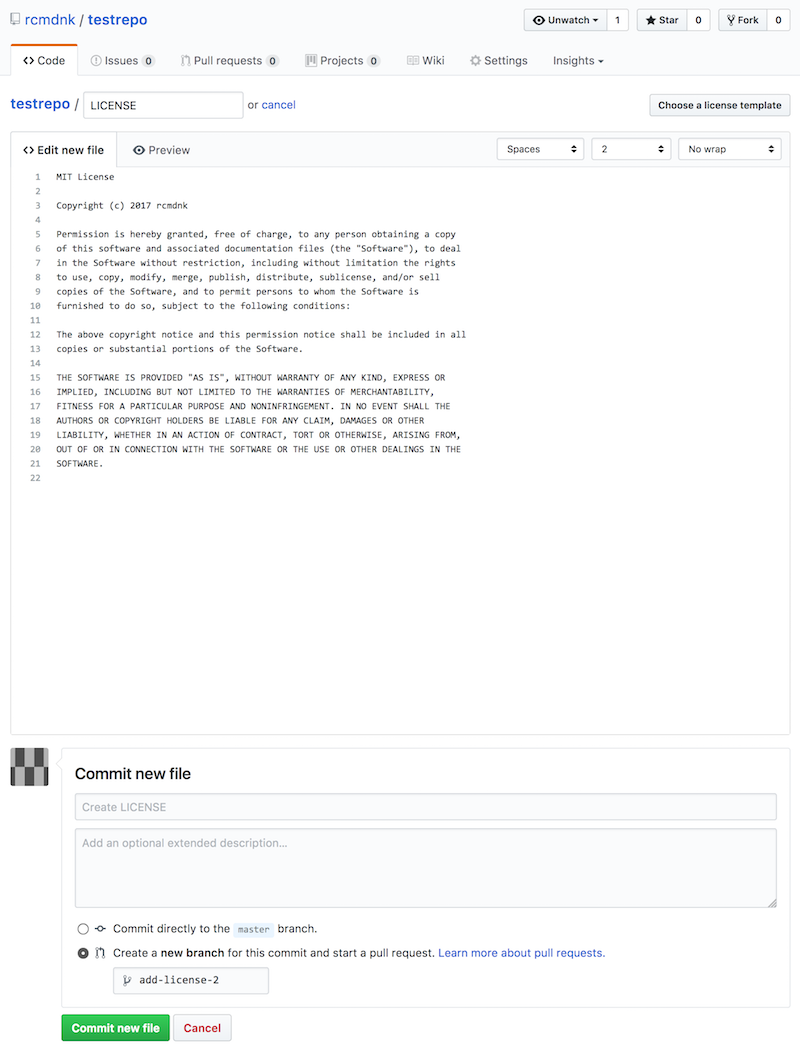 rcmdnk / testrepo
Unwatch 1 Star 0 Fork 0
Code Issues 0 Pull requests 0 Projects 0 Wiki Settings Insights
testrepo / LICENSE or cancel Choose a license template
Edit new file Preview Spaces 2 No wrap
1 MIT License
2
3 Copyright (c) 2017 rcmdnk
4
5 Permission is hereby granted, free of charge, to any person obtaining a copy
6 of this software and associated documentation files (the "Software"), to deal
7 in the Software without restriction, including without limitation the rights
8 to use, copy, modify, merge, publish, distribute, sublicense, and/or sell
9 copies of the Software, and to permit persons to whom the Software is
10 furnished to do so, subject to the following conditions:
11
12 The above copyright notice and this permission notice shall be included in all
13 copies or substantial portions of the Software.
14
15 THE SOFTWARE IS PROVIDED "AS IS", WITHOUT WARRANTY OF ANY KIND, EXPRESS OR
16 IMPLIED, INCLUDING BUT NOT LIMITED TO THE WARRANTIES OF MERCHANTABILITY,
17 FITNESS FOR A PARTICULAR PURPOSE AND NONINFRINGEMENT. IN NO EVENT SHALL THE
18 AUTHORS OR COPYRIGHT HOLDERS BE LIABLE FOR ANY CLAIM, DAMAGES OR OTHER
19 LIABILITY, WHETHER IN AN ACTION OF CONTRACT, TORT OR OTHERWISE, ARISING FROM,
20 OUT OF OR IN CONNECTION WITH THE SOFTWARE OR THE USE OR OTHER DEALINGS IN THE
21 SOFTWARE.
22
Commit new file
Create LICENSE
Add an optional extended description...
Commit directly to the master branch.
Create a new branch for this commit and start a pull request. Learn more about pull requests.
add-license-2
Commit new file Cancel